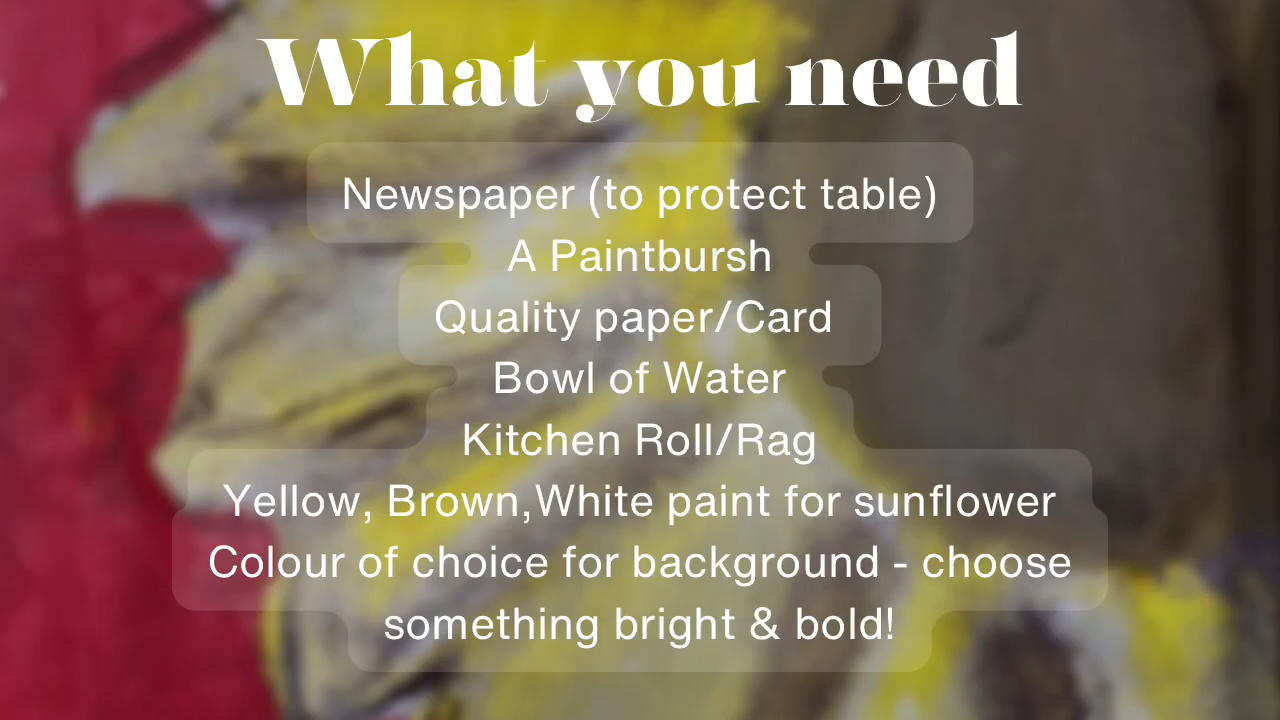 What you need
Newspaper (to protect table)
A Paintbursh
Quality paper/Card
Bowl of Water
Kitchen Roll/Rag
Yellow, Brown,White paint for sunflower
Colour of choice for background - choose
something bright & bold!